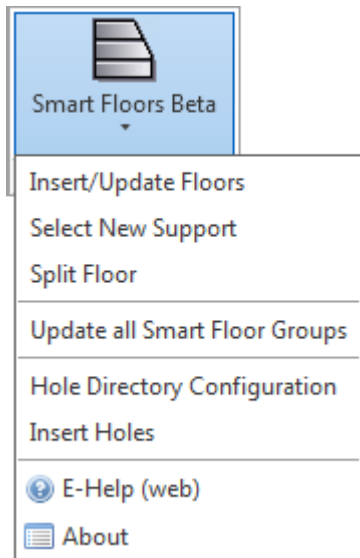 Smart Floors Beta
Insert/Update Floors
Select New Support
Split Floor
Update all Smart Floor Groups
Hole Directory Configuration
Insert Holes
E-Help (web)
About